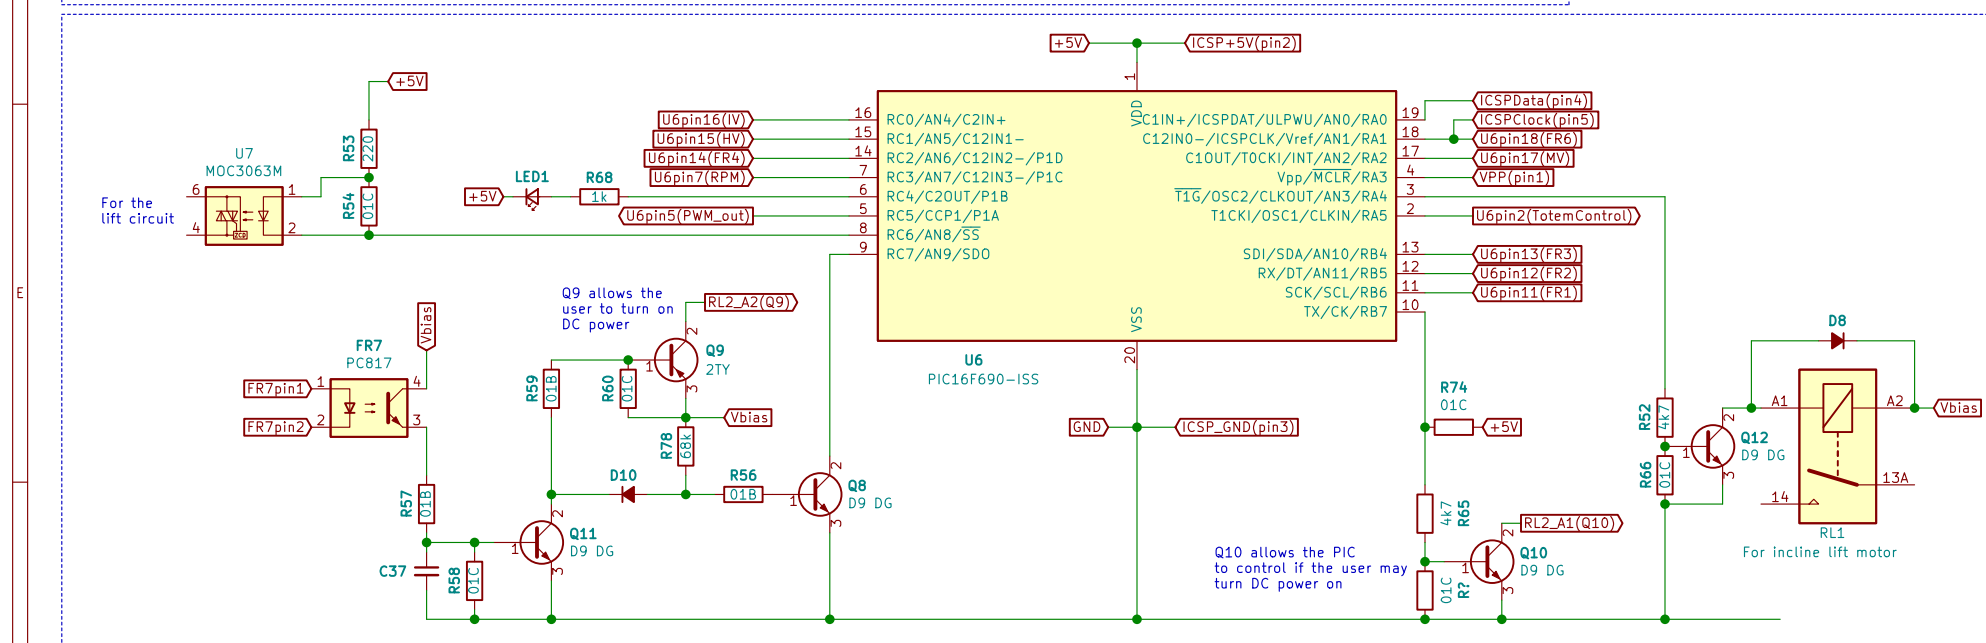 +5V
ICSP+5V(pin2)
1
VDD
+5V
R53
220
U7
MOC3063M
6
1
4
2
ZCD
R54
01C
For the
lift circuit
LED1
+5V
R68
1k
U6pin16(IV)
16
RC0/AN4/C2IN+
U6pin15(HV)
15
RC1/AN5/C12IN1-
U6pin14(FR4)
14
RC2/AN6/C12IN2-/P1D
U6pin7(RPM)
7
RC3/AN7/C12IN3-/P1C
6
RC4/C2OUT/P1B
U6pin5(PWM_out)
5
RC5/CCP1/P1A
8
RC6/AN8/SS
9
RC7/AN9/SDO
C1IN+/ICSPDAT/ULPWU/AN0/RA0
19
ICSPData(pin4)
ICSPClock(pin5)
C12IN0-/ICSPCLK/Vref/AN1/RA1
18
U6pin18(FR6)
C1OUT/T0CKI/INT/AN2/RA2
17
U6pin17(MV)
Vpp/MCLR/RA3
4
VPP(pin1)
T1G/OSC2/CLKOUT/AN3/RA4
3
T1CKI/OSC1/CLKIN/RA5
2
U6pin2(TotemControl)
SDI/SDA/AN10/RB4
13
U6pin13(FR3)
RX/DT/AN11/RB5
12
U6pin12(FR2)
SCK/SCL/RB6
11
U6pin11(FR1)
TX/CK/RB7
10
VSS
20
U6
PIC16F690-ISS
E
Q9 allows the
user to turn on
DC power
RL2_A2(Q9)
2
Q9
2TY
1
3
R59
01B
R60
01C
Vbias
R78
68k
Vbias
FR7
PC817
FR7pin1
1
4
FR7pin2
2
3
D10
R56
01B
2
Q8
D9 DG
1
3
R57
01B
2
Q11
D9 DG
1
3
C37
R58
01C
GND
ICSP_GND(pin3)
R74
01C
+5V
4k7
R65
RL2_A1(Q10)
2
Q10
D9 DG
1
3
01C
R?
Q10 allows the PIC
to control if the user may
turn DC power on
R52
4k7
2
Q12
D9 DG
1
3
R66
01C
D8
A1
A2
Vbias
13A
14
RL1
For incline lift motor